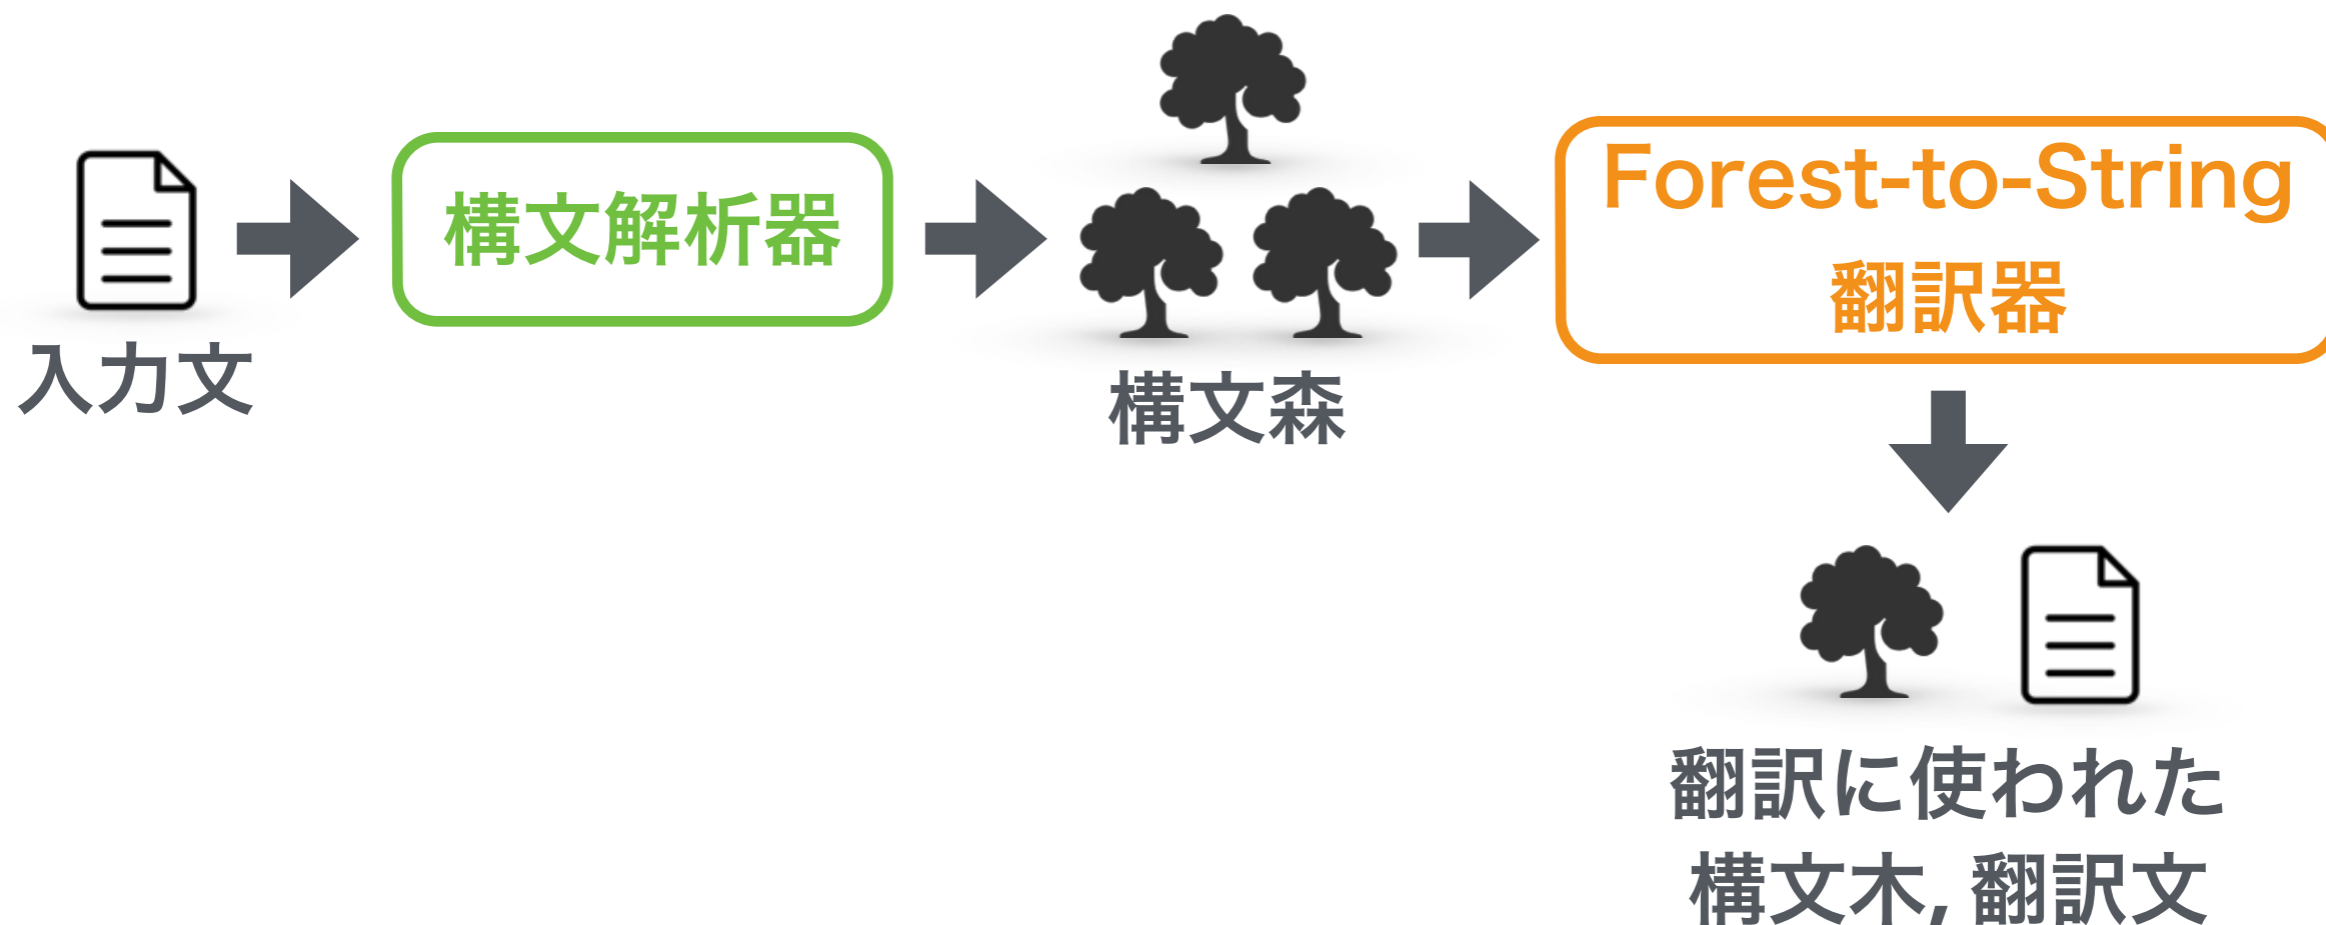 入力文
構文解析器
構文森
Forest-to-String
翻訳器
翻訳に使われた
構文木, 翻訳文